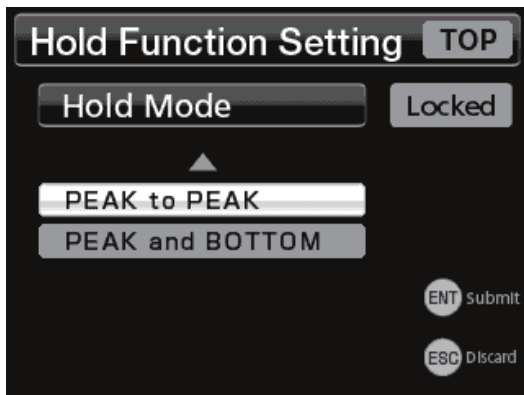 Hold Function Setting TOP
Hold Mode Locked
PEAK to PEAK
PEAK and BOTTOM
ENT Submit
ESC Discard